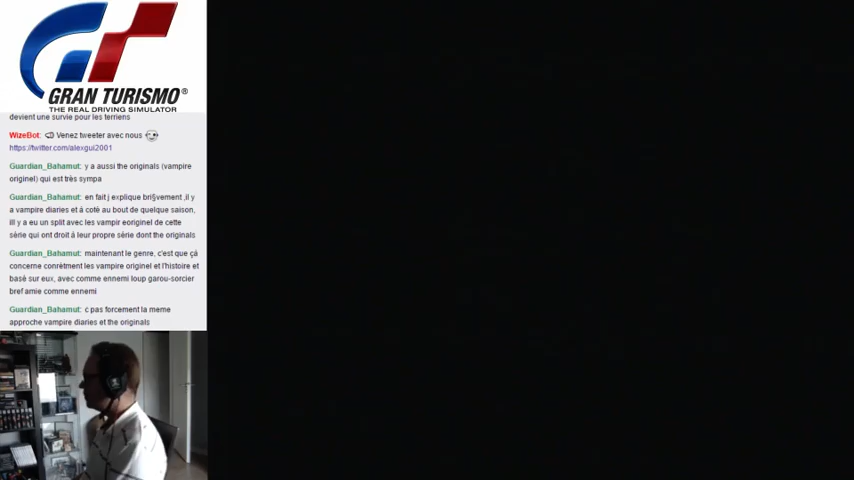 GRAN TURISMO®
THE REAL DRIVING SIMULATOR
devient une survie pour les terriens
WizeBot: Venez tweeter avec nous
https://twitter.com/alexgui2001
Guardian_Bahamut: y a aussi the originals (vampire
originel) qui est très sympa
Guardian_Bahamut: en fait j explique bri§vement ,il y
a vampire diaries et á coté au bout de quelque saison,
ill y a eu un split avec les vampir eoriginel de cette
série qui ont droit á leur propre série dont the originals
Guardian_Bahamut: maintenant le genre, c'est que çà
concerne conrètment les vampire originel et l'histoire et
basé sur eux, avec comme ennemi loup garou-sorcier
bref amie comme ennemi
Guardian_Bahamut: c pas forcement la meme
approche vampire diaries et the originals